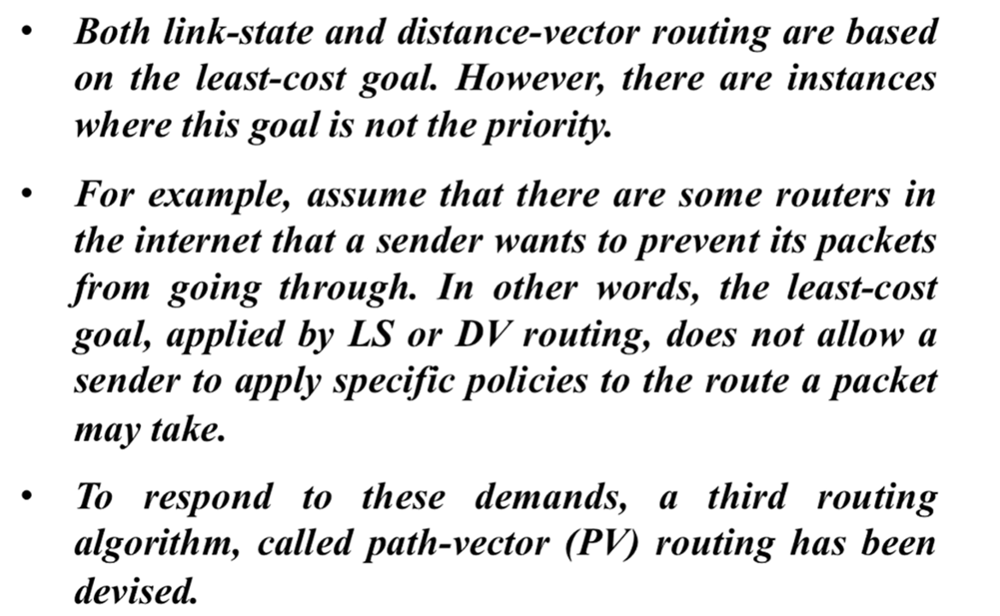 • Both link-state and distance-vector routing are based
on the least-cost goal. However, there are instances
where this goal is not the priority.
• For example, assume that there are some routers in
the internet that a sender wants to prevent its packets
from going through. In other words, the least-cost
goal, applied by LS or DV routing, does not allow a
sender to apply specific policies to the route a packet
may take.
• To respond to these demands, a third routing
algorithm, called path-vector (PV) routing has been
devised.